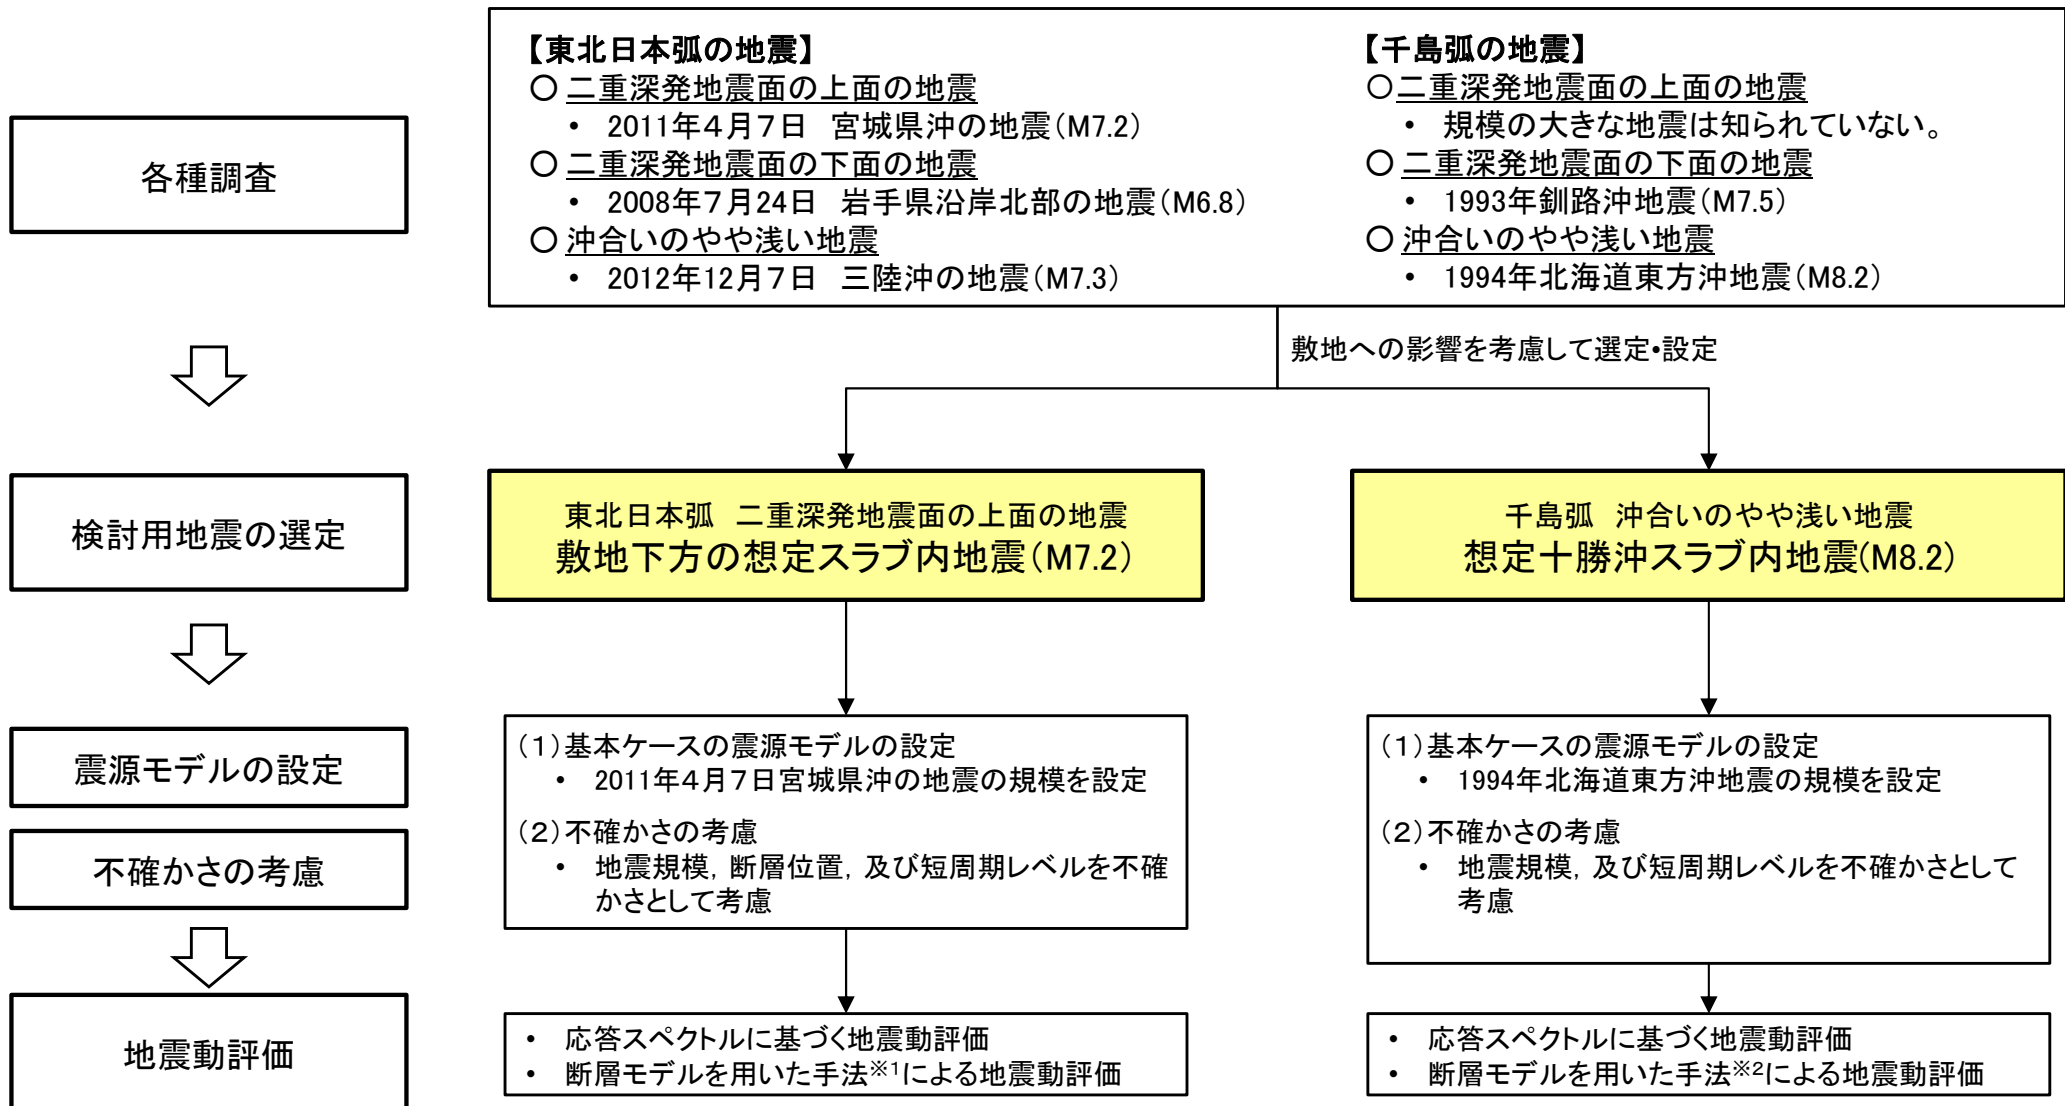 【東北日本弧の地震】
○ 二重深発地震面の上面の地震
• 2011年4月7日 宮城県沖の地震(M7.2)
○ 二重深発地震面の下面の地震
• 2008年7月24日 岩手県沿岸北部の地震(M6.8)
○ 沖合いのやや浅い地震
• 2012年12月7日 三陸沖の地震(M7.3)
【千島弧の地震】
○二重深発地震面の上面の地震
• 規模の大きな地震は知られていない。
○ 二重深発地震面の下面の地震
• 1993年釧路沖地震(M7.5)
○ 沖合いのやや浅い地震
• 1994年北海道東方沖地震(M8.2)
各種調査
敷地への影響を考慮して選定・設定
検討用地震の選定
東北日本弧 二重深発地震面の上面の地震
敷地下方の想定スラブ内地震(M7.2)
千島弧 沖合いのやや浅い地震
想定十勝沖スラブ内地震(M8.2)
震源モデルの設定
不確かさの考慮
(1)基本ケースの震源モデルの設定
• 2011年4月7日宮城県沖の地震の規模を設定
(2)不確かさの考慮
• 地震規模, 断層位置, 及び短周期レベルを不確
かさとして考慮
(1)基本ケースの震源モデルの設定
• 1994年北海道東方沖地震の規模を設定
(2)不確かさの考慮
• 地震規模, 及び短周期レベルを不確かさとして
考慮
地震動評価
• 応答スペクトルに基づく地震動評価
• 断層モデルを用いた手法※1による地震動評価
• 応答スペクトルに基づく地震動評価
• 断層モデルを用いた手法※2による地震動評価